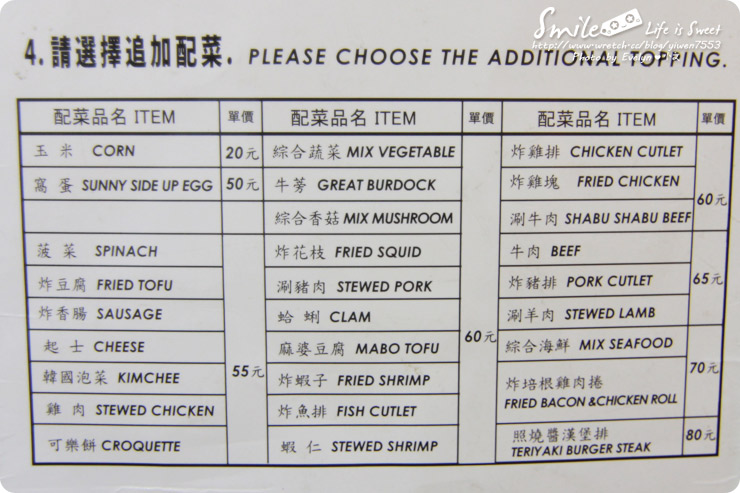 Smile Life is Sweet
http://www.wretch.cc/blog/yiwen7553
Photo by Evelyn
4. 請選擇追加配菜. PLEASE CHOOSE THE ADDITIONAL TOPPING.
配菜品名 ITEM 單價 配菜品名 ITEM 單價 配菜品名 ITEM 單價
玉米 CORN 20元 綜合蔬菜 MIX VEGETABLE 炸雞排 CHICKEN CUTLET
窩蛋 SUNNY SIDE UP EGG 50元 牛蒡 GREAT BURDOCK 炸雞塊 FRIED CHICKEN
60元
綜合香菇 MIX MUSHROOM 涮牛肉 SHABU SHABU BEEF
菠菜 SPINACH 炸花枝 FRIED SQUID 牛肉 BEEF
炸豆腐 FRIED TOFU 涮豬肉 STEWED PORK 炸豬排 PORK CUTLET 65元
炸香腸 SAUSAGE 蛤蜊 CLAM 涮羊肉 STEWED LAMB
60元
起士 CHEESE 麻婆豆腐 MABO TOFU 綜合海鮮 MIX SEAFOOD
55元 70元
韓國泡菜 KIMCHEE 炸蝦子 FRIED SHRIMP 炸培根雞肉捲
FRIED BACON &CHICKEN ROLL
雞肉 STEWED CHICKEN 炸魚排 FISH CUTLET
可樂餅 CROQUETTE 蝦仁 STEWED SHRIMP 照燒醬漢堡排 80元
TERIYAKI BURGER STEAK